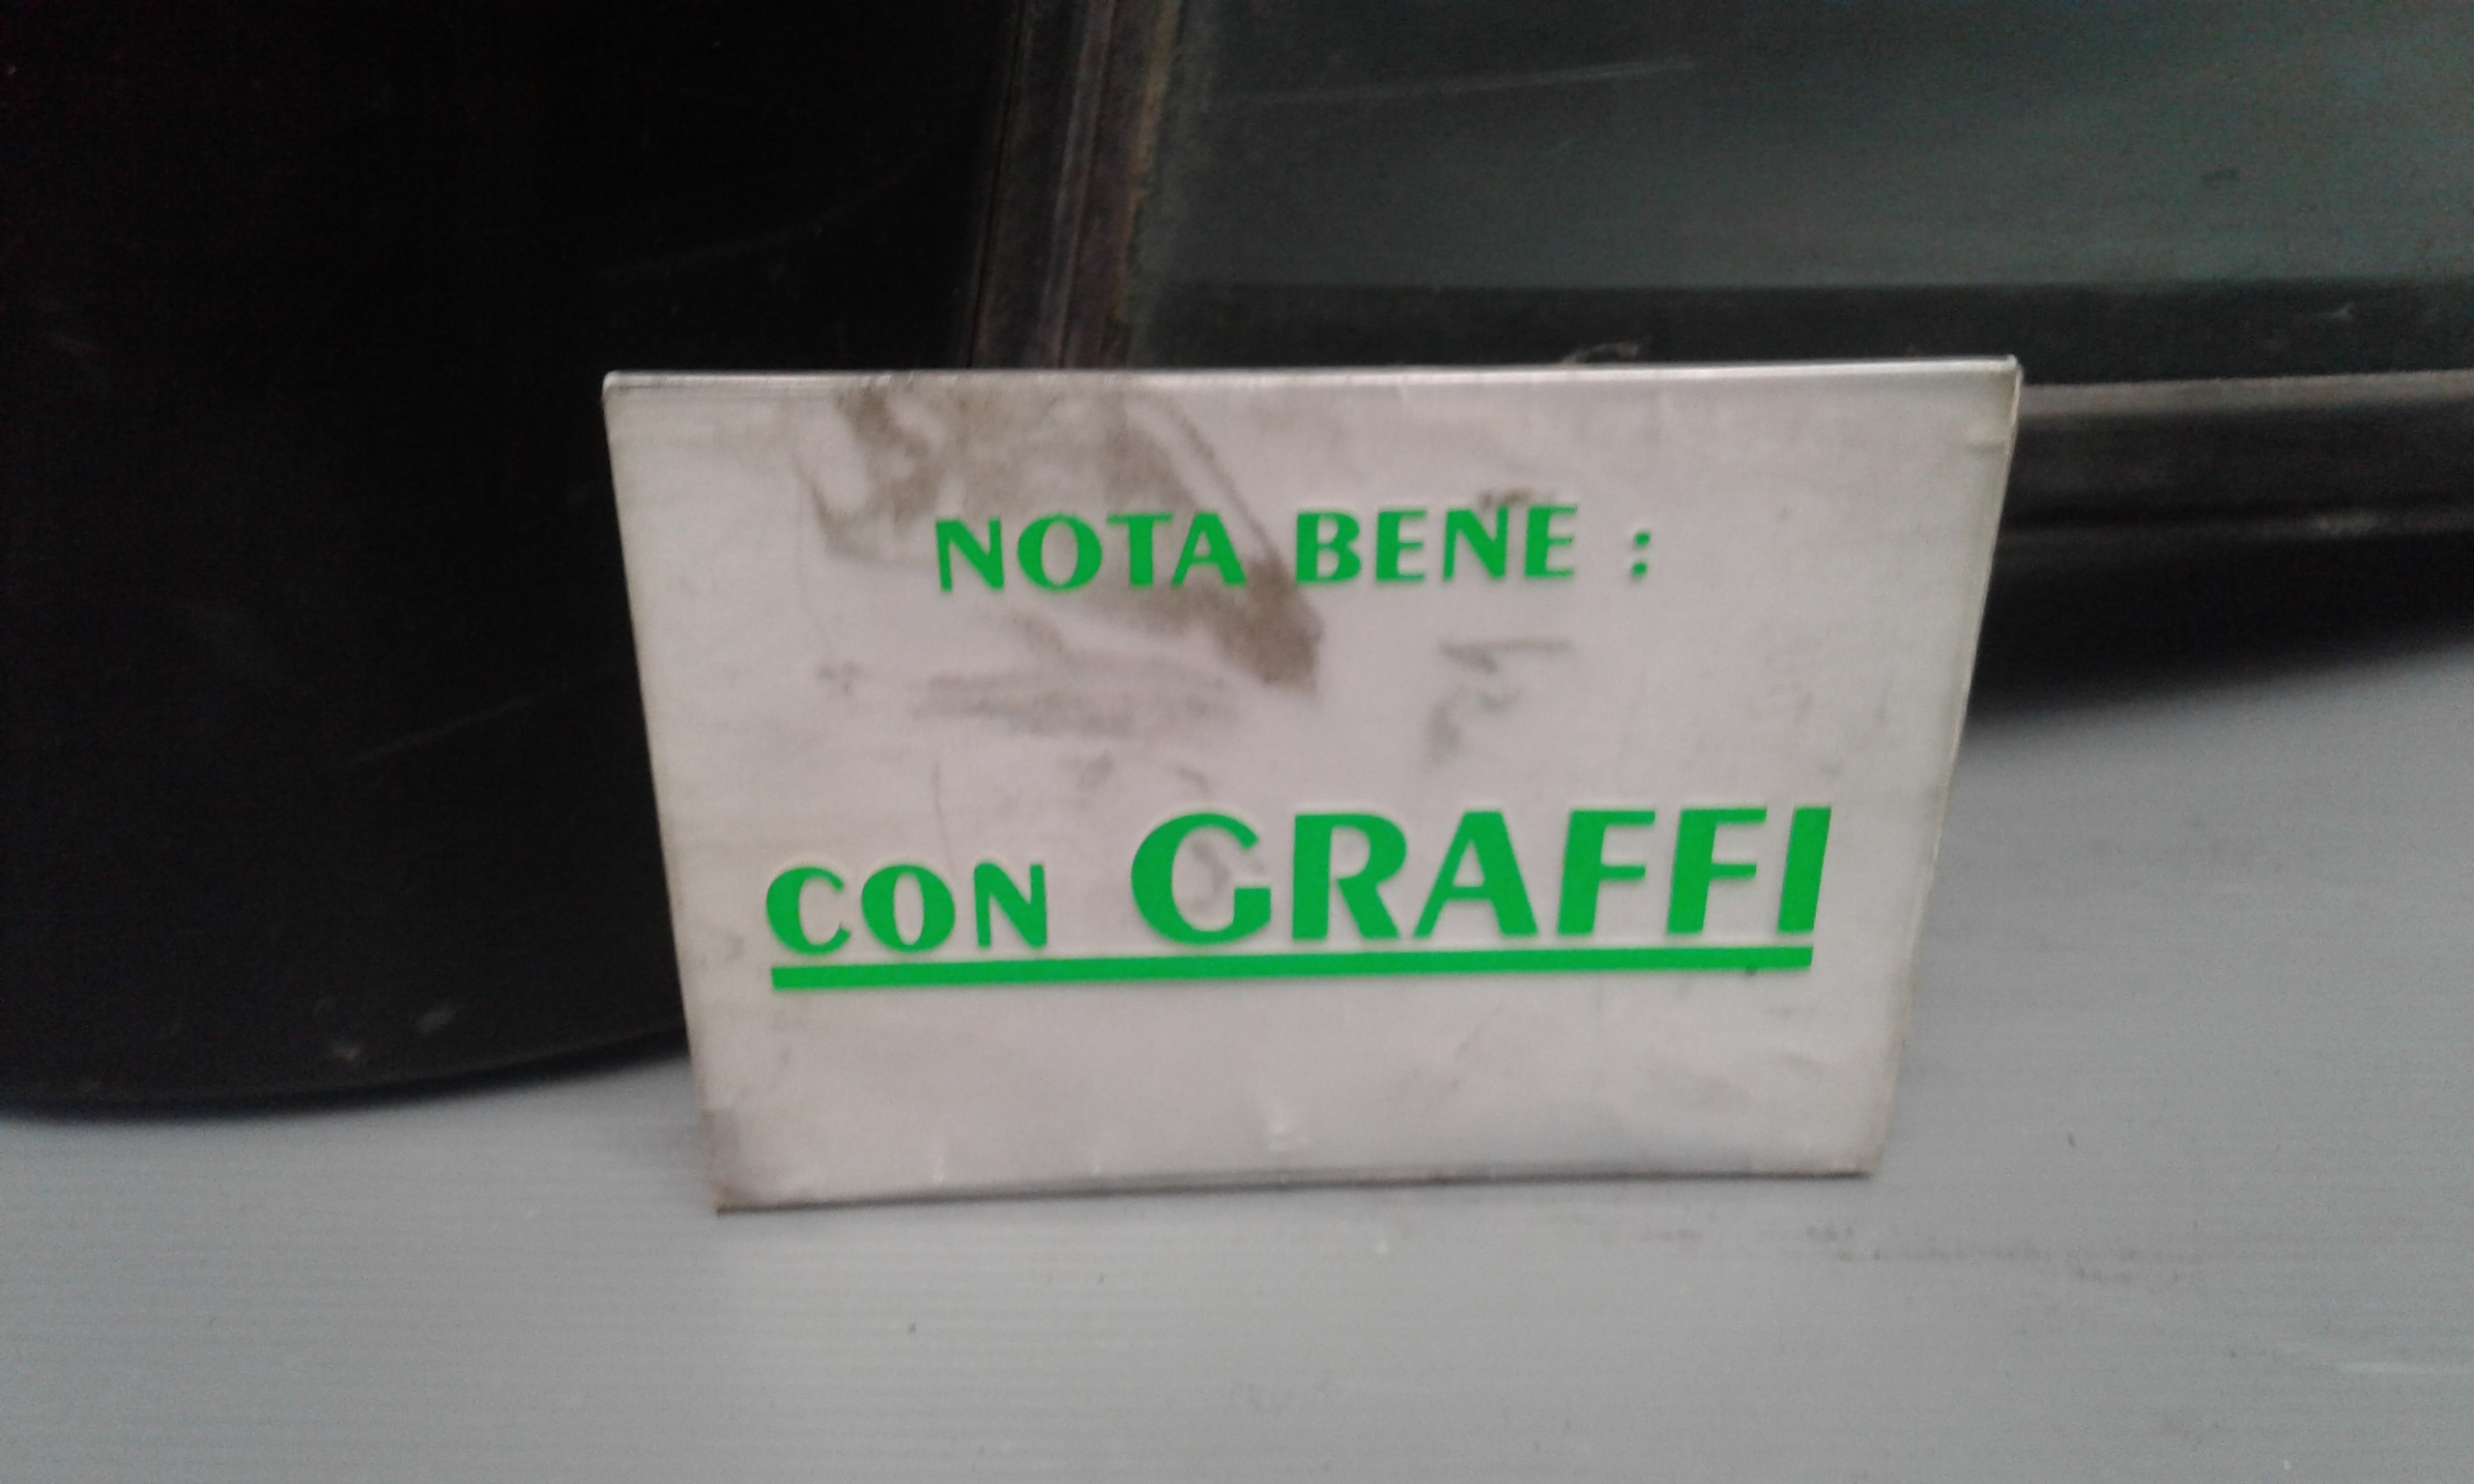 NOTA BENE :
CON GRAFFI